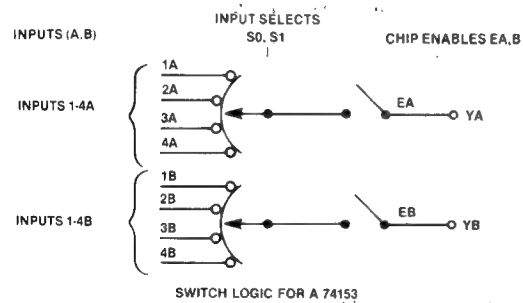 INPUT SELECTS
INPUTS (A,B)
S0, S1
CHIP ENABLES EA,B
1A
2A
INPUTS 1-4A
EA
YA
3A
4A
1B
2B
INPUTS 1-4B
EB
YB
3B
4B
SWITCH LOGIC FOR A 74153